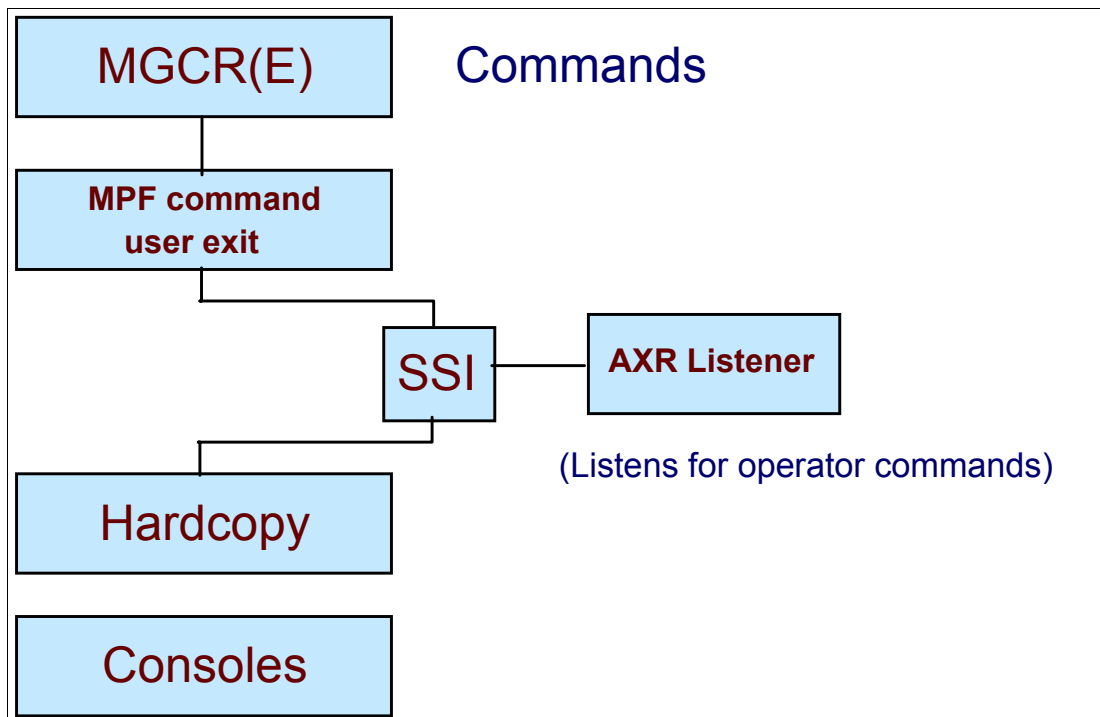 MGCR(E)
Commands
MPF command
user exit
SSI
AXR Listener
(Listens for operator commands)
Hardcopy
Consoles